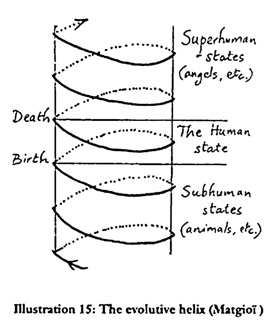 Superhuman
- states
(angels, etc.)
Death
The Human
state
Birth
Subhuman
states
(animals, etc.)
Illustration 15: The evolutive helix (Matgioï)